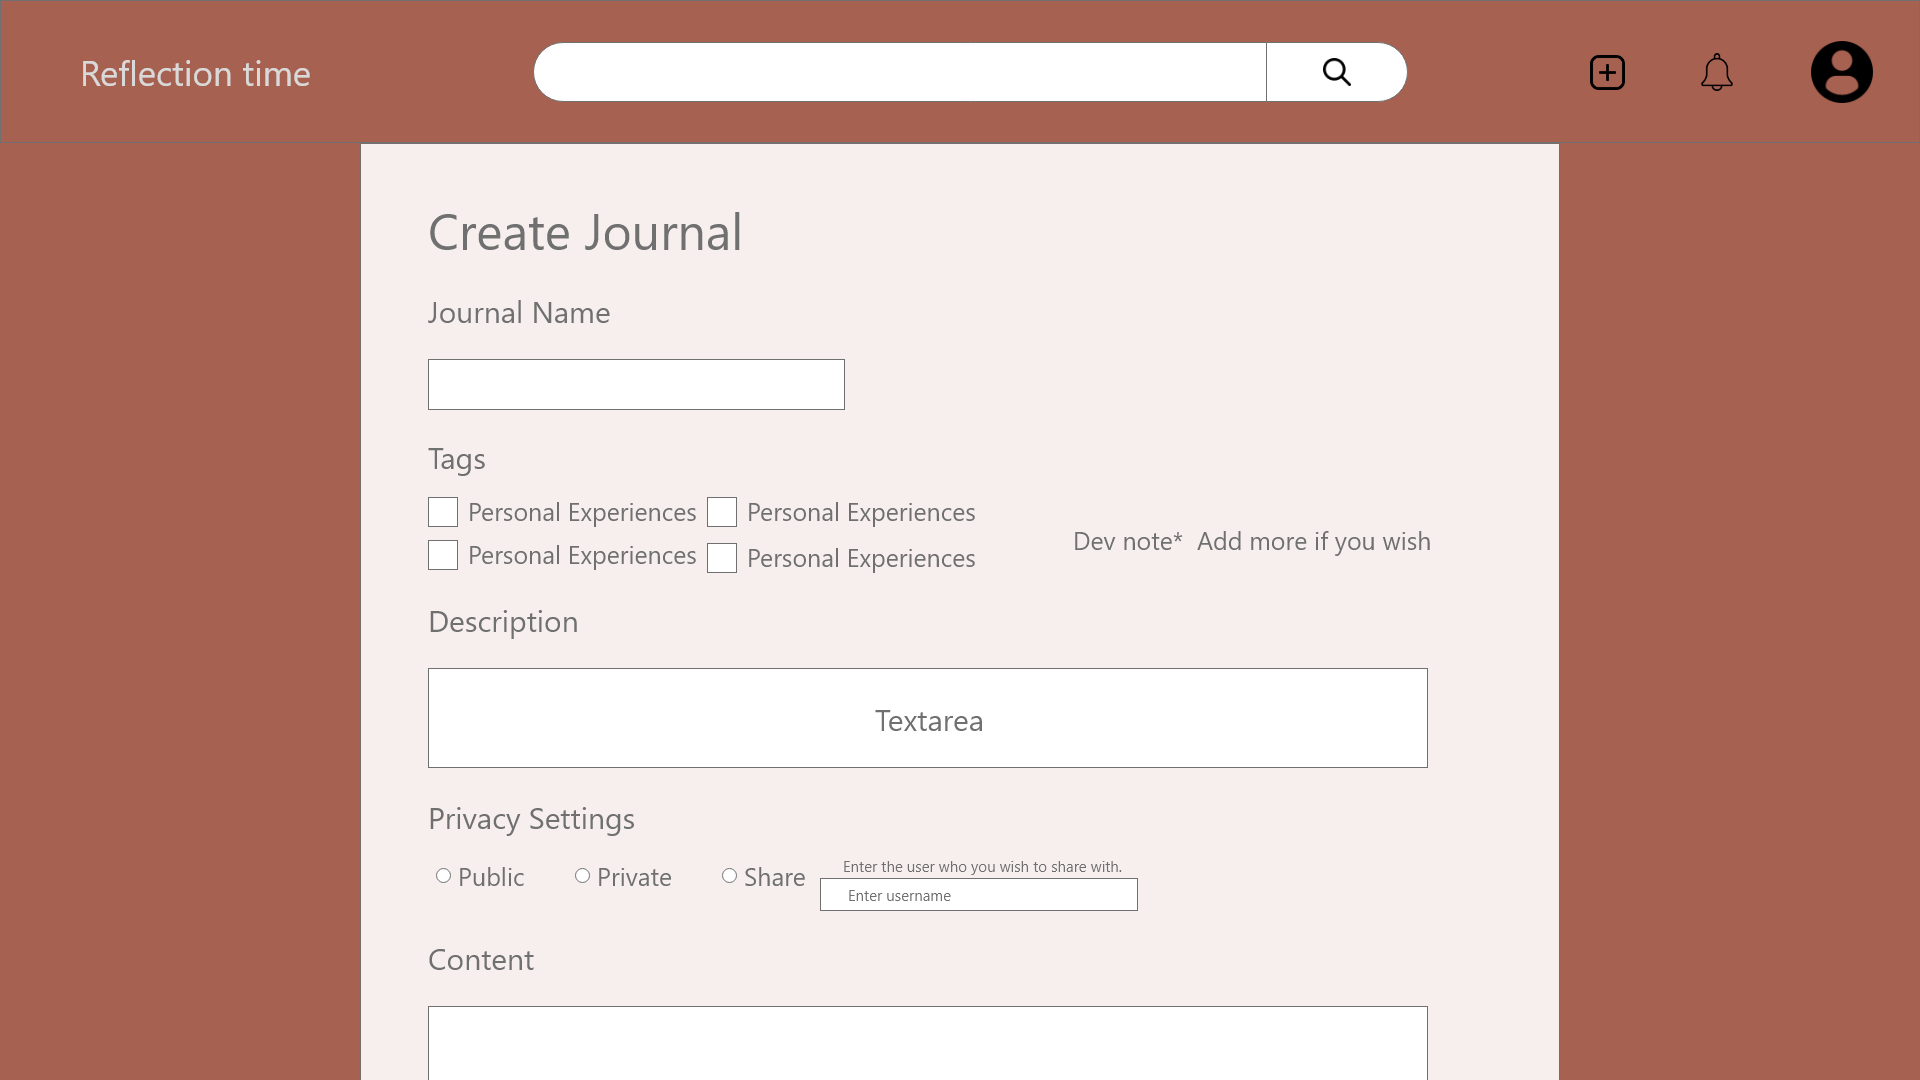 Reflection time
Create Journal
Journal Name
Tags
Personal Experiences Personal Experiences
Personal Experiences Personal Experiences
Dev note* Add more if you wish
Description
Textarea
Privacy Settings
Public Private Share
Enter the user who you wish to share with.
Enter username
Content